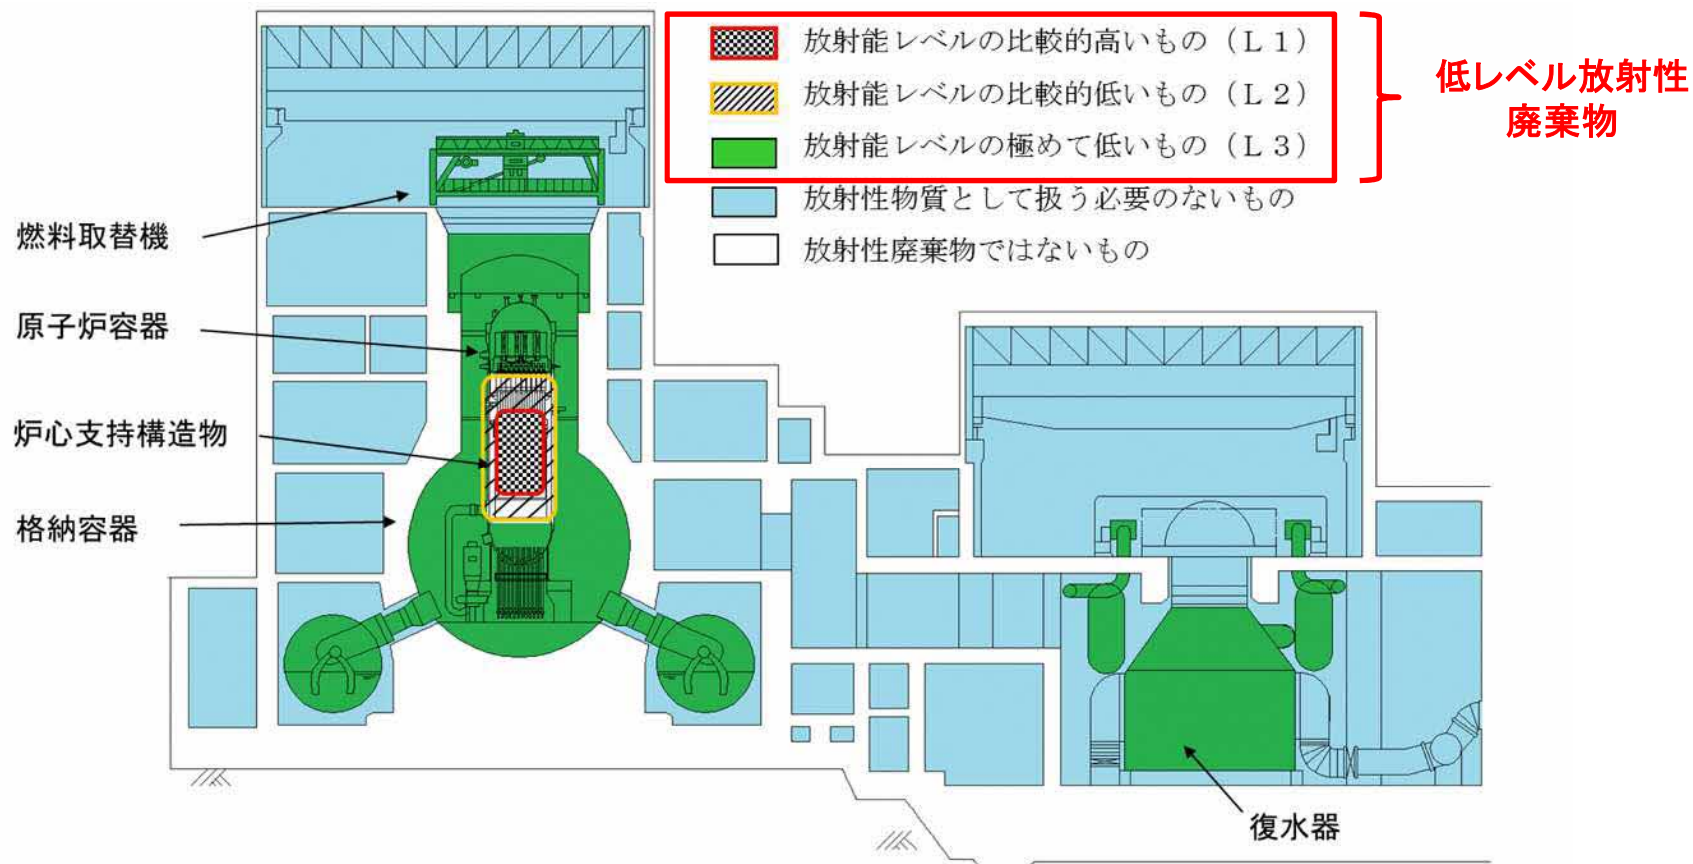 放射能レベルの比較的高いもの（Ｌ１）
放射能レベルの比較的低いもの（Ｌ２）
放射能レベルの極めて低いもの（Ｌ３）
放射性物質として扱う必要のないもの
放射性廃棄物ではないもの
低レベル放射性
廃棄物
燃料取替機
原子炉容器
炉心支持構造物
格納容器
復水器